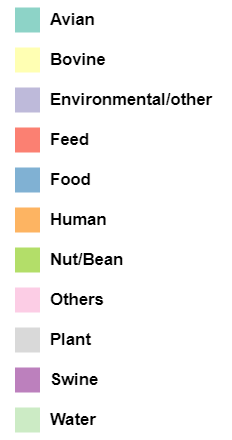 Avian
Bovine
Environmental/other
Feed
Food
Human
Nut/Bean
Others
Plant
Swine
Water